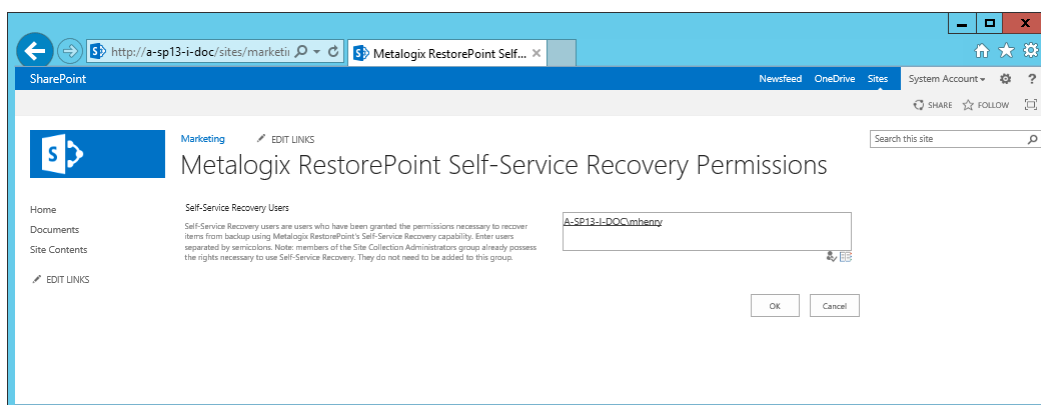 http://a-sp13-i-doc/sites/marketi
Metalogix RestorePoint Self...
SharePoint
Newsfeed OneDrive Sites System Account ?
SHARE FOLLOW
S
Marketing EDIT LINKS
Search this site
Metalogix RestorePoint Self-Service Recovery Permissions
Home
Documents
Site Contents
EDIT LINKS
Self-Service Recovery Users
Self-Service Recovery users are users who have been granted the permissions necessary to recover
items from backup using Metalogix RestorePoint's Self-Service Recovery capability. Enter users
separated by semicolons. Note: members of the Site Collection Administrators group already possess
the rights necessary to use Self-Service Recovery. They do not need to be added to this group.
A-SP13-I-DOC\mhenry
OK Cancel